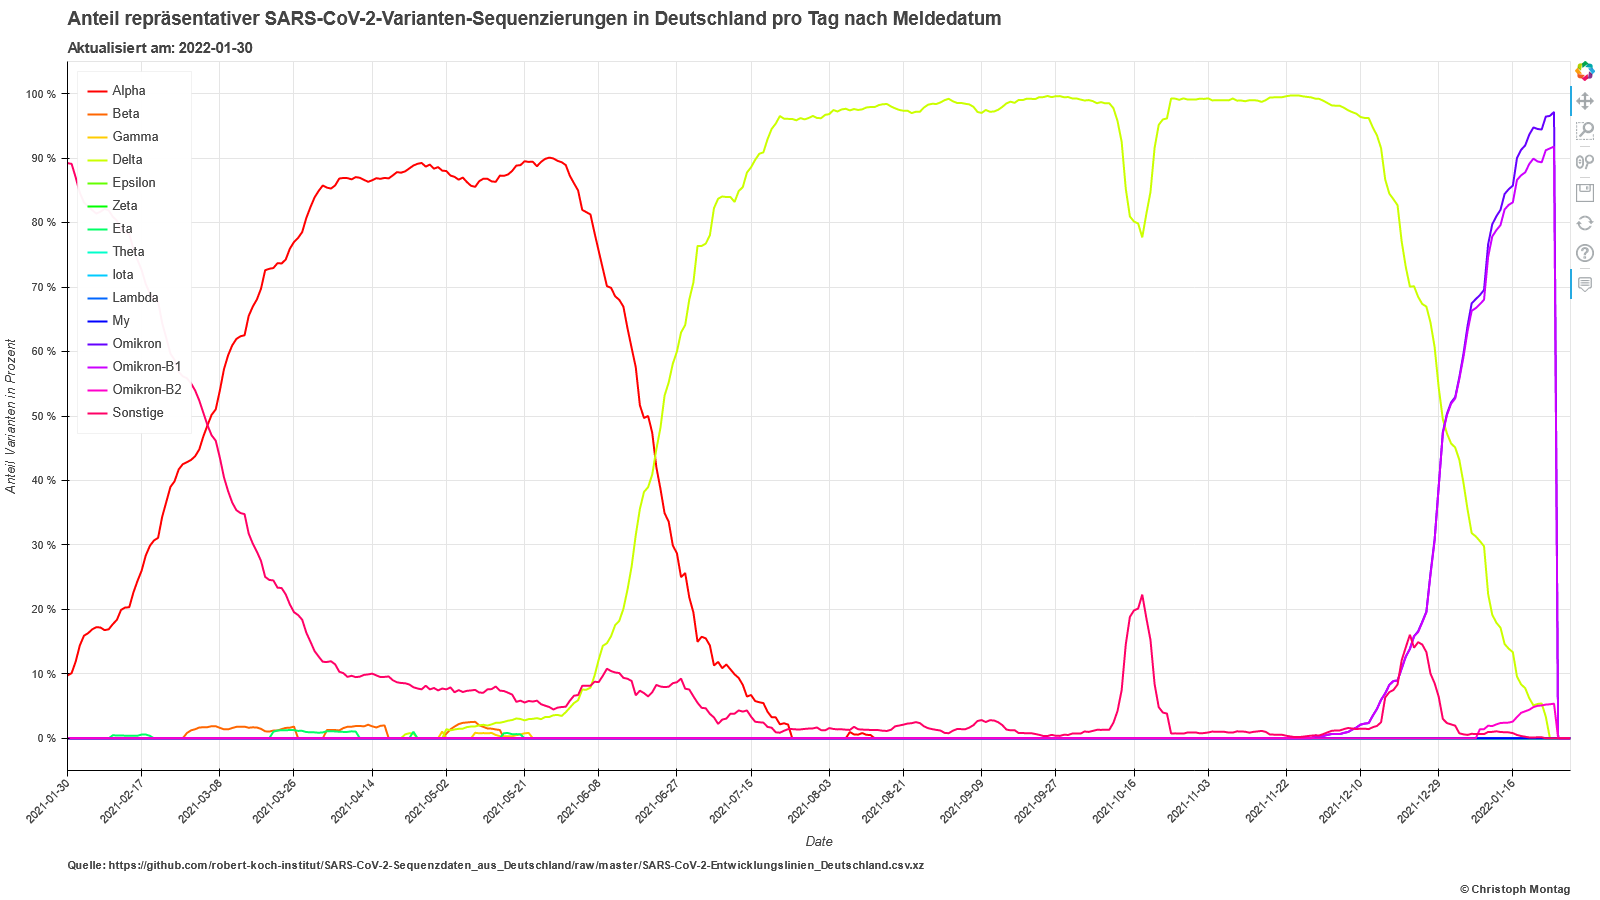 Anteil repräsentativer SARS-CoV-2-Varianten-Sequenzierungen in Deutschland pro Tag nach Meldedatum
Aktualisiert am: 2022-01-30
Alpha
Beta
Gamma
Delta
Epsilon
Zeta
Eta
Theta
Iota
Lambda
My
Omikron
Omikron-B1
Omikron-B2
Sonstige
100 %
90 %
80 %
70 %
60 %
50 %
40 %
30 %
20 %
10 %
0 %
Anteil Varianten in Prozent
2021-01-30
2021-02-17
2021-03-08
2021-03-26
2021-04-14
2021-05-02
2021-05-21
2021-06-08
2021-06-27
2021-07-15
2021-08-03
2021-08-21
2021-09-09
2021-09-27
2021-10-16
2021-11-03
2021-11-22
2021-12-10
2021-12-29
2022-01-16
Date
Quelle: https://github.com/robert-koch-institut/SARS-CoV-2-Sequenzdaten_aus_Deutschland/raw/master/SARS-CoV-2-Entwicklungslinien_Deutschland.csv.xz
© Christoph Montag